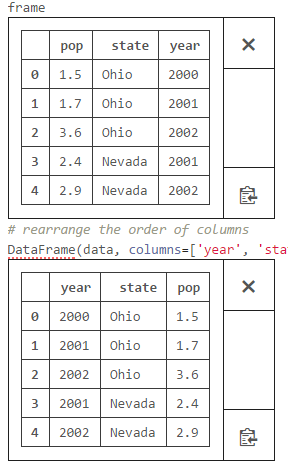 frame
pop state year
0 1.5 Ohio 2000
1 1.7 Ohio 2001
2 3.6 Ohio 2002
3 2.4 Nevada 2001
4 2.9 Nevada 2002
# rearrange the order of columns
DataFrame(data, columns=['year', 'sta
year state pop
0 2000 Ohio 1.5
1 2001 Ohio 1.7
2 2002 Ohio 3.6
3 2001 Nevada 2.4
4 2002 Nevada 2.9